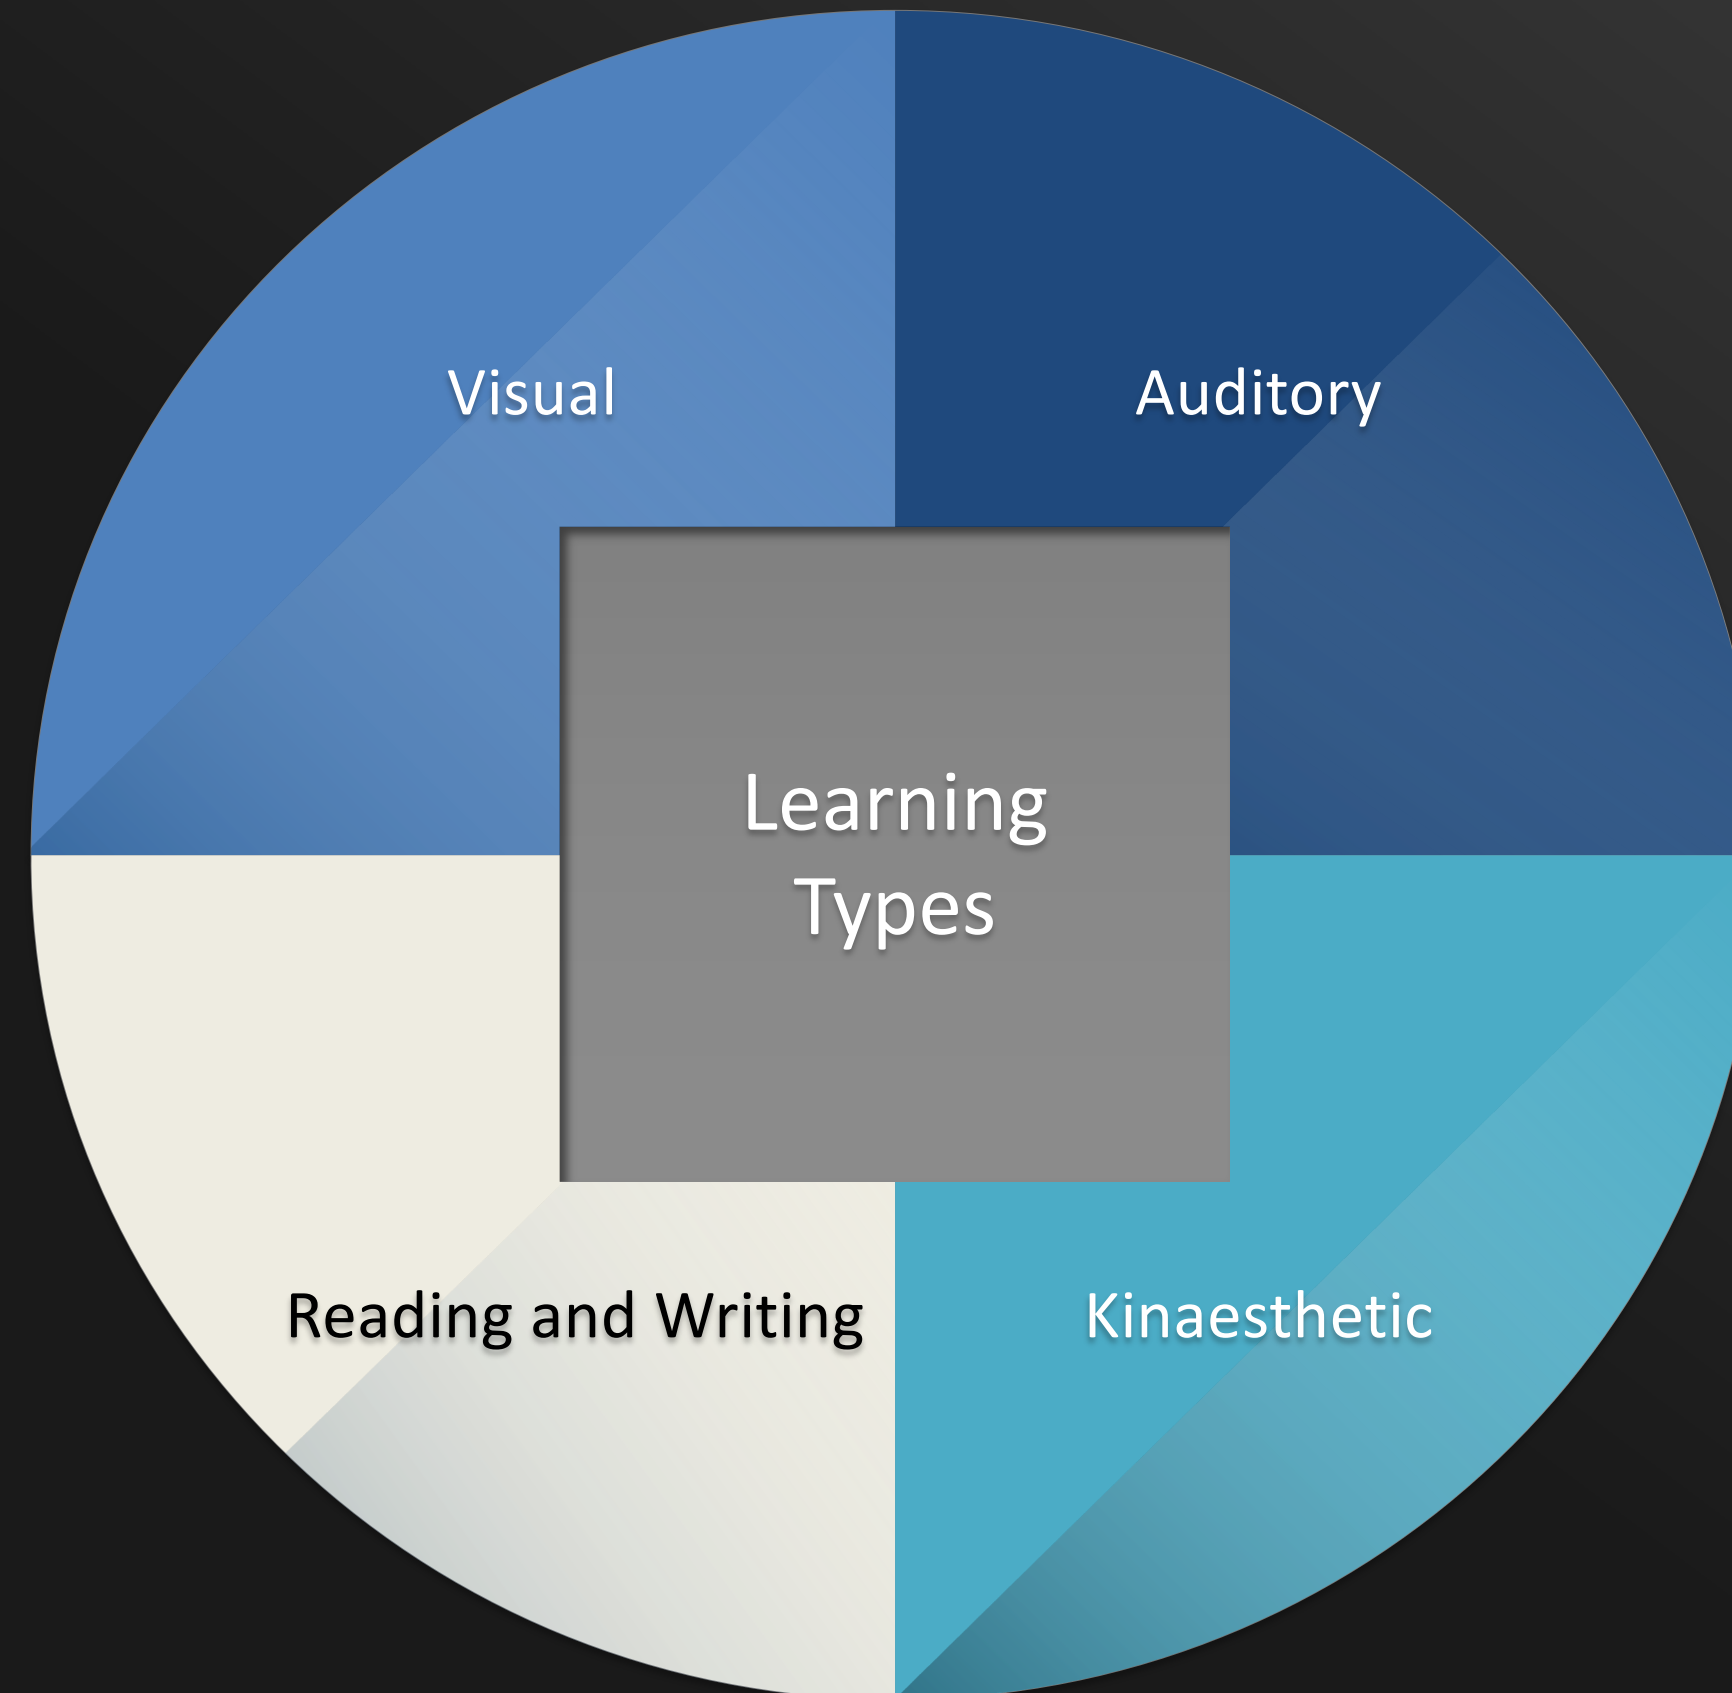 Visual
Auditory
Learning
Types
Reading and Writing
Kinaesthetic